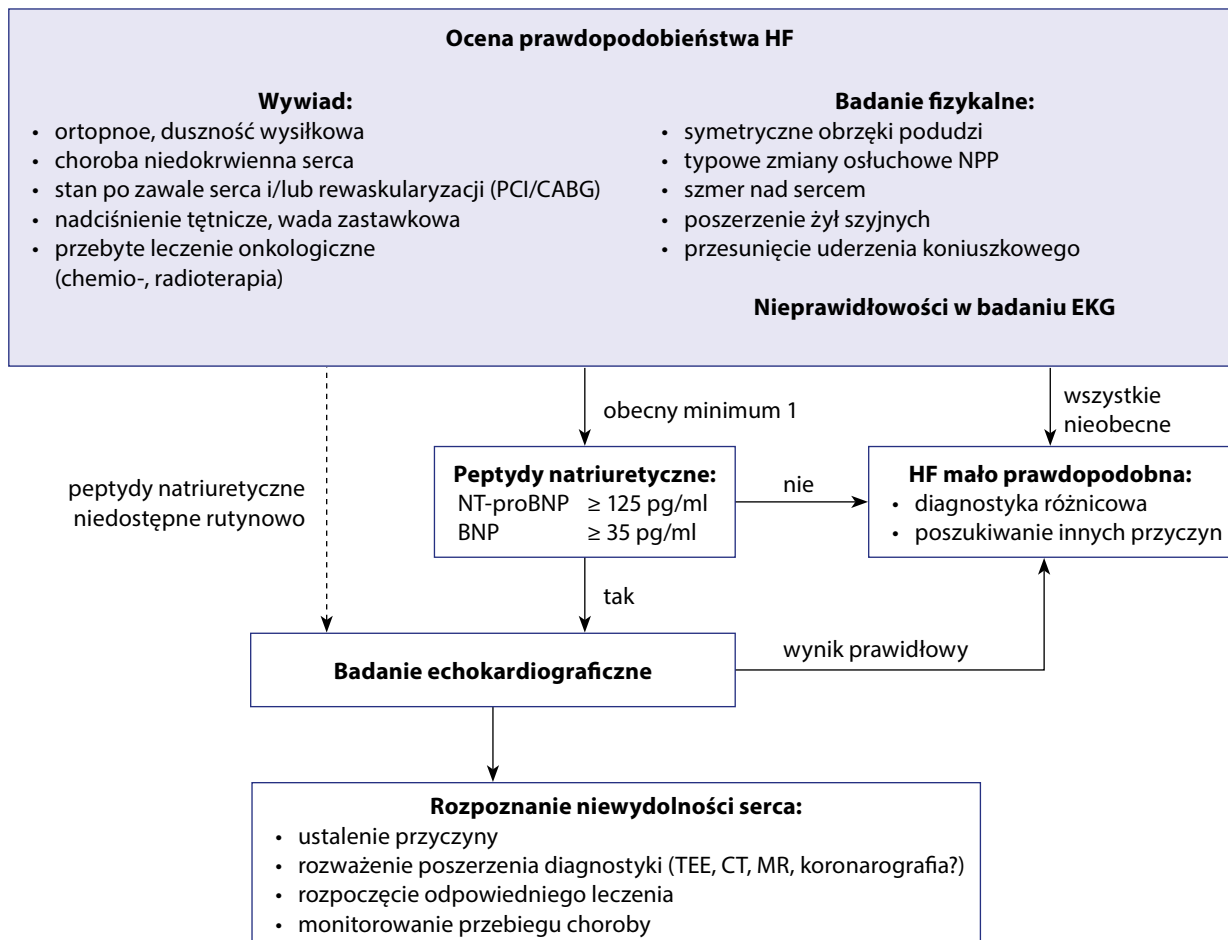 Ocena prawdopodobieństwa HF
Wywiad:
• ortopnoe, duszność wysiłkowa
• choroba niedokrwienna serca
• stan po zawale serca i/lub rewaskularyzacji (PCI/CABG)
• nadciśnienie tętnicze, wada zastawkowa
• przebyte leczenie onkologiczne
(chemio-, radioterapia)
Badanie fizykalne:
• symetryczne obrzęki podudzi
• typowe zmiany osłuchowe NPP
• szmer nad sercem
• poszerzenie żył szyjnych
• przesunięcie uderzenia koniuszkowego
Nieprawidłowości w badaniu EKG
peptydy natriuretyczne
niedostępne rutynowo
obecny minimum 1
wszystkie
nieobecne
Peptydy natriuretyczne:
NT-proBNP ≥ 125 pg/ml
BNP ≥ 35 pg/ml
nie
HF mało prawdopodobna:
• diagnostyka różnicowa
• poszukiwanie innych przyczyn
tak
Badanie echokardiograficzne
wynik prawidłowy
Rozpoznanie niewydolności serca:
• ustalenie przyczyny
• rozważenie poszerzenia diagnostyki (TEE, CT, MR, koronarografia?)
• rozpoczęcie odpowiedniego leczenia
• monitorowanie przebiegu choroby